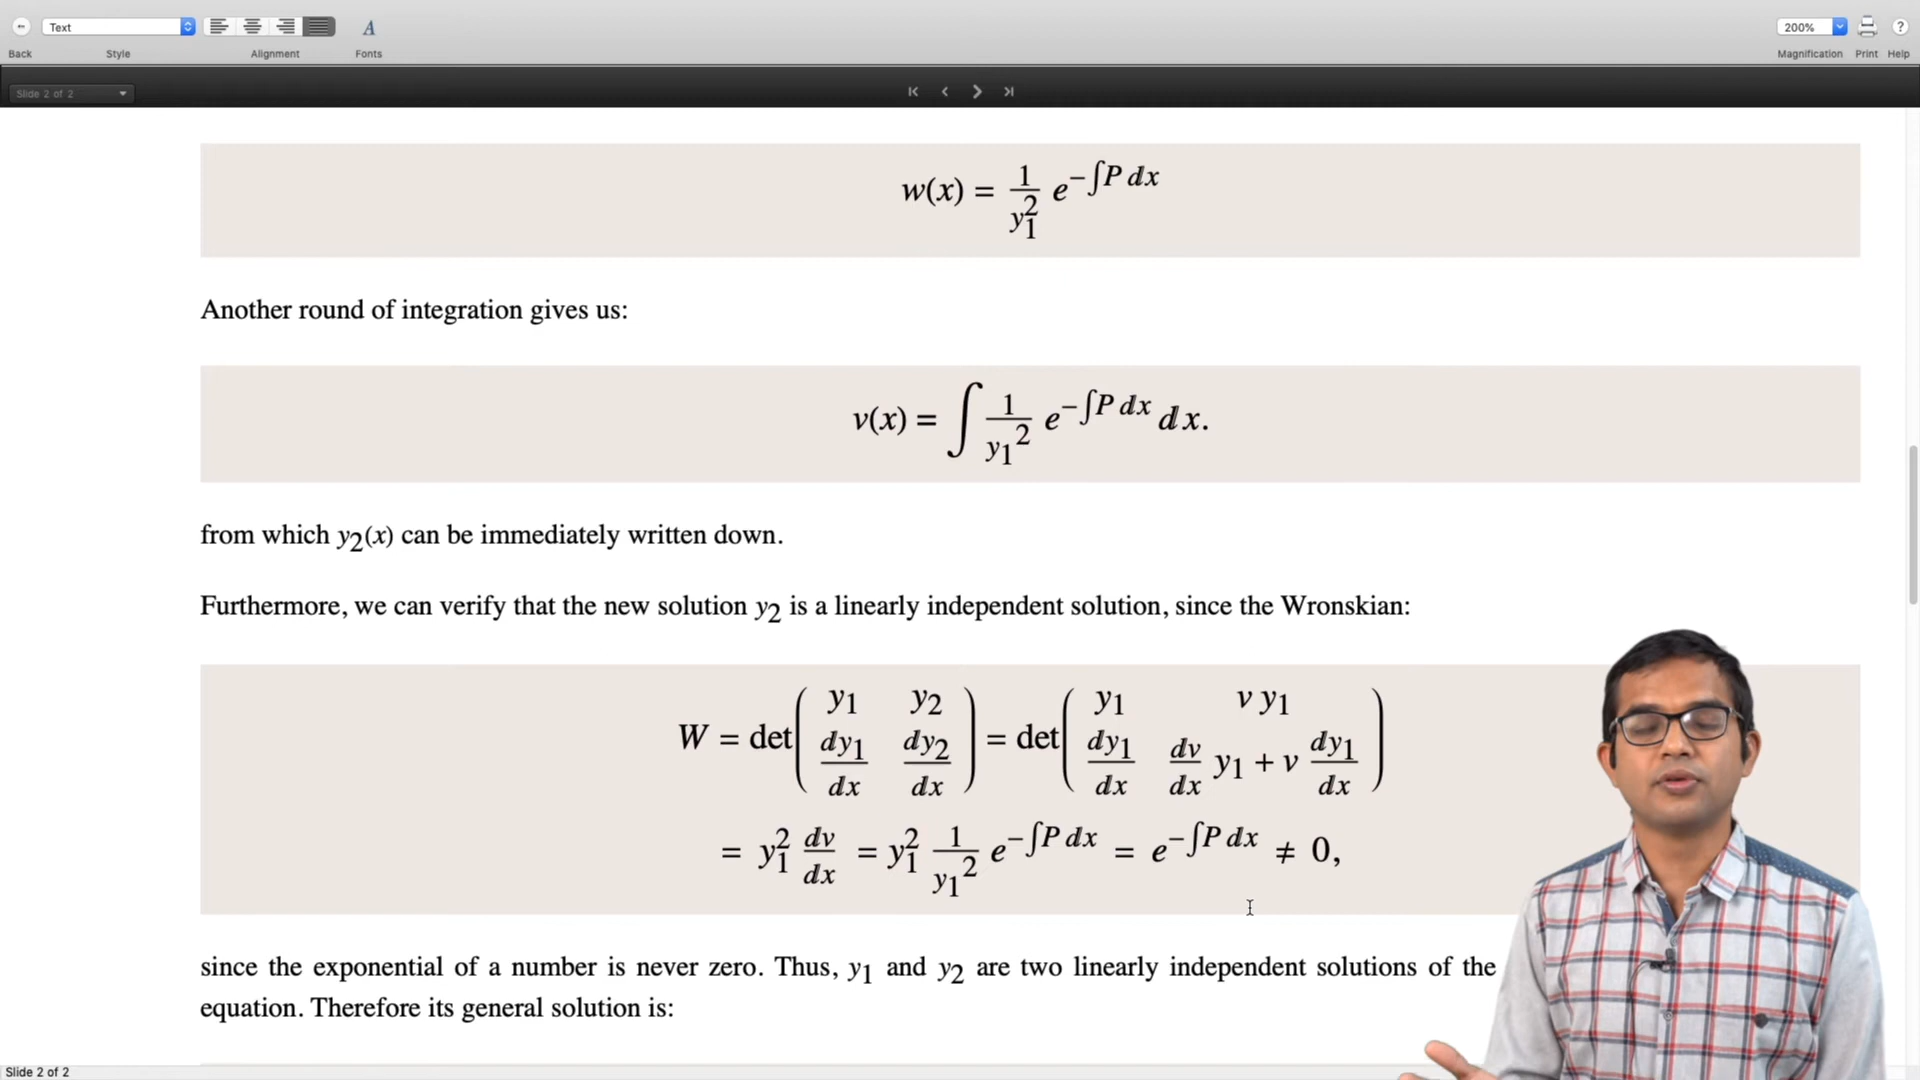 Text
200%
Back
Style
Alignment
Fonts
Magnification
Print
Help
Slide 2 of 2
w(x) = 1/y₁² e^(−∫P dx)
Another round of integration gives us:
v(x) = ∫ 1/y₁² e^(−∫P dx) dx.
from which y₂(x) can be immediately written down.
Furthermore, we can verify that the new solution y₂ is a linearly independent solution, since the Wronskian:
W = det( y₁ y₂ ; dy₁/dx dy₂/dx ) = det( y₁ v y₁ ; dy₁/dx dv/dx y₁ + v dy₁/dx )
= y₁² dv/dx = y₁² 1/y₁² e^(−∫P dx) = e^(−∫P dx) ≠ 0,
since the exponential of a number is never zero. Thus, y₁ and y₂ are two linearly independent solutions of the
equation. Therefore its general solution is:
Slide 2 of 2